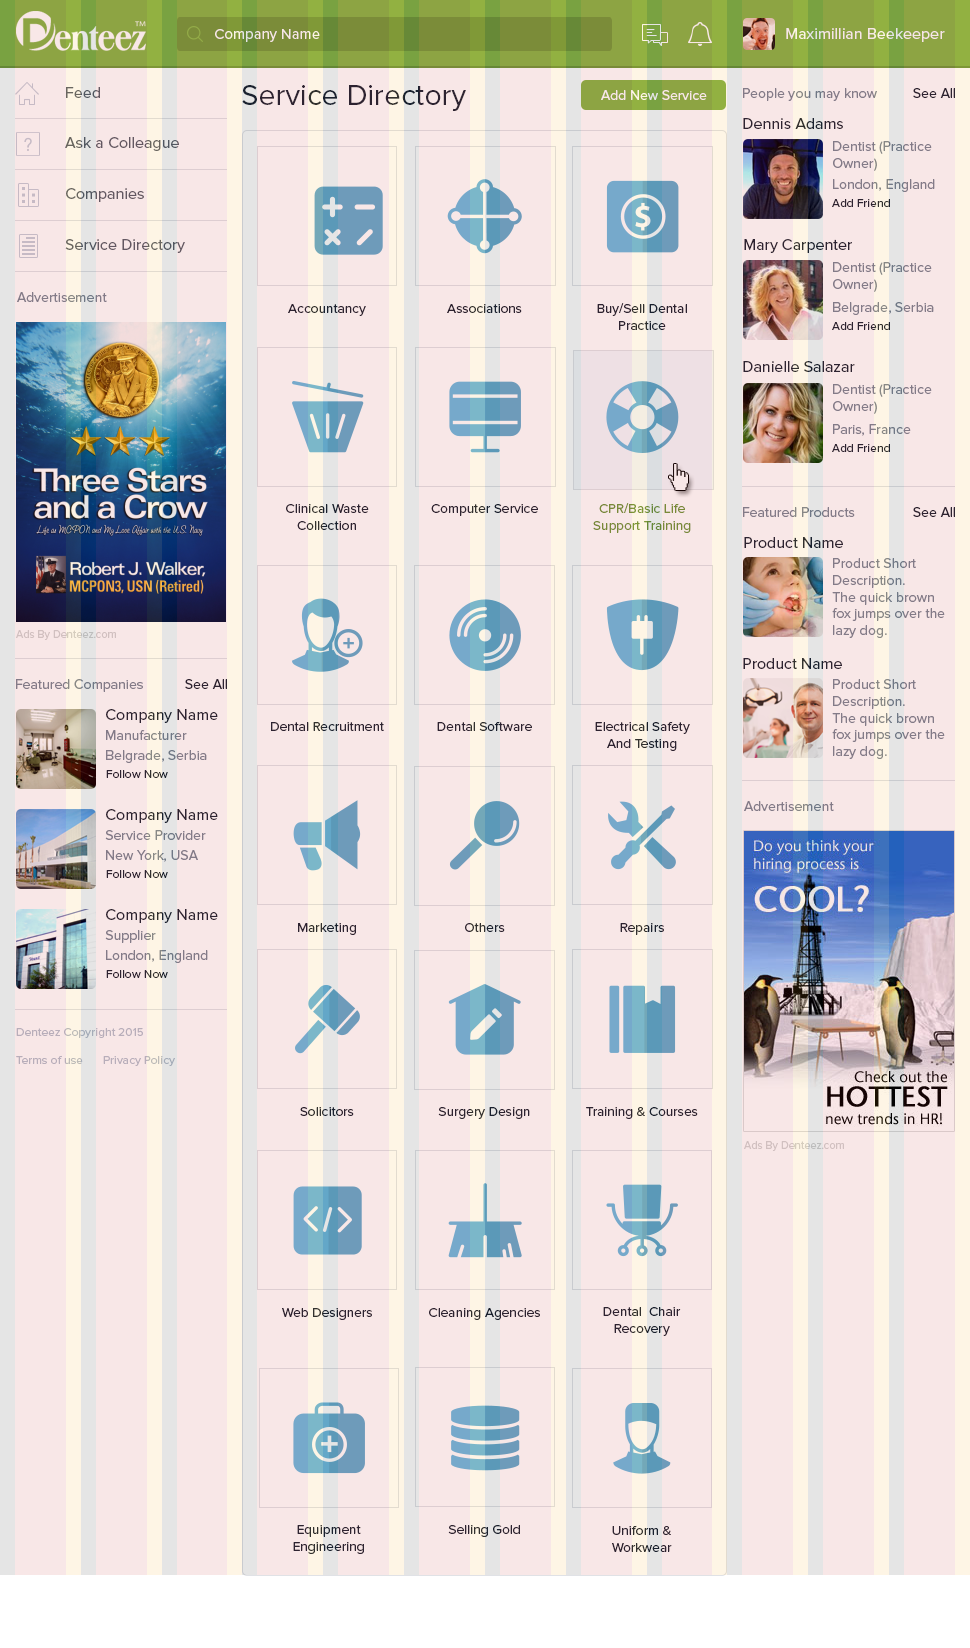 Denteez™
Company Name
Maximillian Beekeeper
Feed
Ask a Colleague
Companies
Service Directory
Advertisement
Three Stars
and a Crow
Life as MCPON and My Love Affair with the U.S. Navy
Robert J. Walker,
MCPON3, USN (Retired)
Ads By Denteez.com
Featured Companies
See All
Company Name
Manufacturer
Belgrade, Serbia
Follow Now
Company Name
Service Provider
New York, USA
Follow Now
Company Name
Supplier
London, England
Follow Now
Denteez Copyright 2015
Terms of use
Privacy Policy
Service Directory
Add New Service
Accountancy
Associations
Buy/Sell Dental
Practice
Clinical Waste
Collection
Computer Service
CPR/Basic Life
Support Training
Dental Recruitment
Dental Software
Electrical Safety
And Testing
Marketing
Others
Repairs
Solicitors
Surgery Design
Training & Courses
Web Designers
Cleaning Agencies
Dental Chair
Recovery
Equipment
Engineering
Selling Gold
Uniform &
Workwear
People you may know
See All
Dennis Adams
Dentist (Practice
Owner)
London, England
Add Friend
Mary Carpenter
Dentist (Practice
Owner)
Belgrade, Serbia
Add Friend
Danielle Salazar
Dentist (Practice
Owner)
Paris, France
Add Friend
Featured Products
See All
Product Name
Product Short
Description.
The quick brown
fox jumps over the
lazy dog.
Product Name
Product Short
Description.
The quick brown
fox jumps over the
lazy dog.
Advertisement
Do you think your
hiring process is
COOL?
Check out the
HOTTEST
new trends in HR!
Ads By Denteez.com